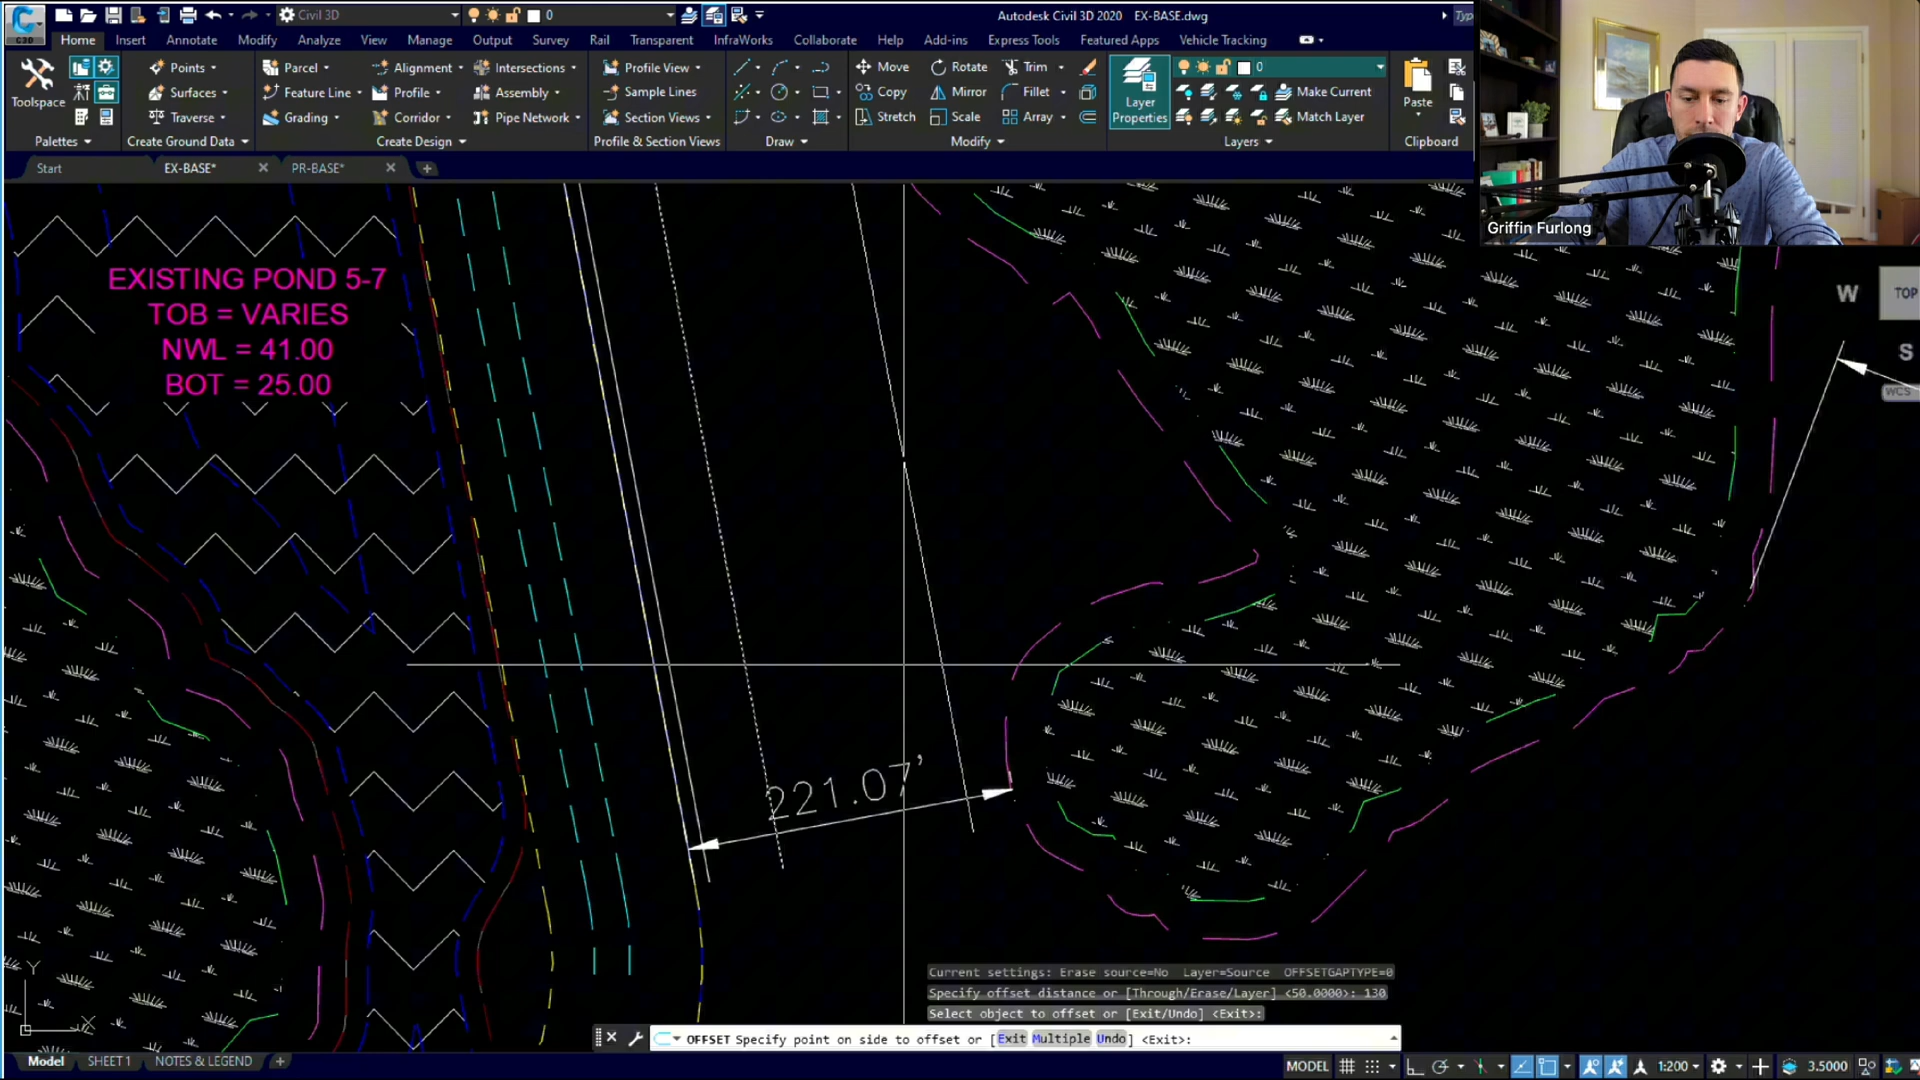 C3D
Civil 3D
0
Autodesk Civil 3D 2020 EX-BASE.dwg
Typ
Home Insert Annotate Modify Analyze View Manage Output Survey Rail Transparent InfraWorks Collaborate Help Add-ins Express Tools Featured Apps Vehicle Tracking
Toolspace
Points
Surfaces
Traverse
Parcel
Feature Line
Grading
Alignment
Profile
Corridor
Intersections
Assembly
Pipe Network
Profile View
Sample Lines
Section Views
Move
Copy
Stretch
Rotate
Mirror
Scale
Trim
Fillet
Array
Layer
Properties
0
Make Current
Match Layer
Paste
Palettes
Create Ground Data
Create Design
Profile & Section Views
Draw
Modify
Layers
Clipboard
Start
EX-BASE*
PR-BASE*
Griffin Furlong
EXISTING POND 5-7
TOB = VARIES
NWL = 41.00
BOT = 25.00
W
TOP
S
WCS
221.07'
Y
X
Current settings: Erase source=No Layer=Source OFFSETGAPTYPE=0
Specify offset distance or [Through/Erase/Layer] <50.0000>: 130
Select object to offset or [Exit/Undo] <Exit>:
OFFSET Specify point on side to offset or [Exit Multiple Undo] <Exit>:
Model SHEET 1 NOTES & LEGEND
MODEL
1:200
3.5000